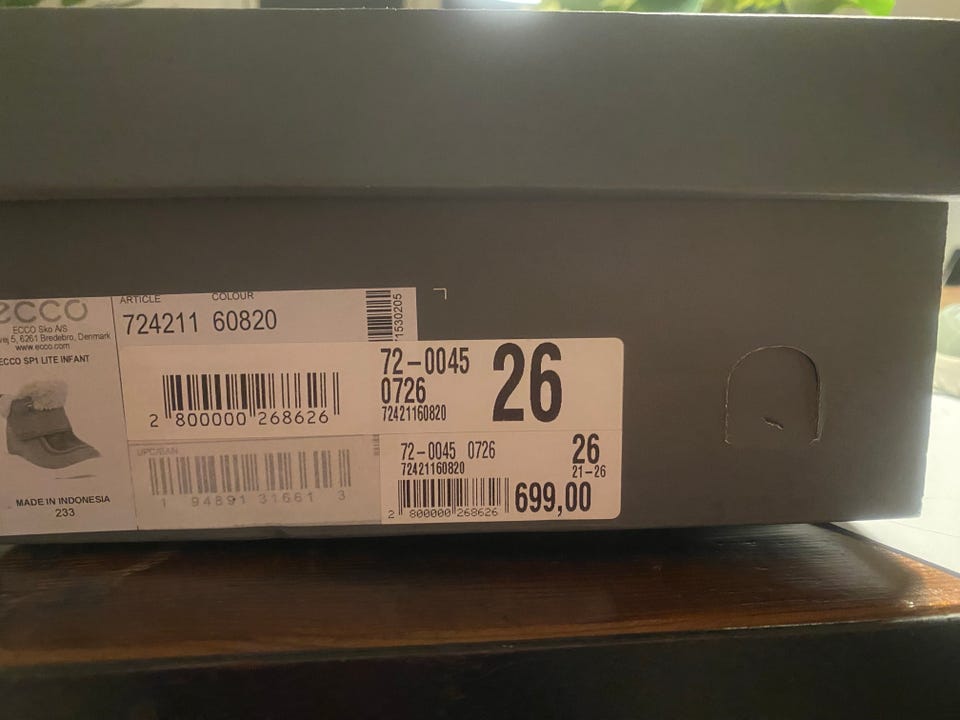 ecco
ECCO Sko A/S
vej 5, 6261 Bredebro, Denmark
www.ecco.com
ECCO SP1 LITE INFANT
MADE IN INDONESIA
233
ARTICLE COLOUR
724211 60820
1530205
72-0045
0726
72421160820
26
2 800000 268626
UPC/EAN
1 94891 31661 3
72-0045 0726
72421160820
26
21-26
2 800000 268626
699,00